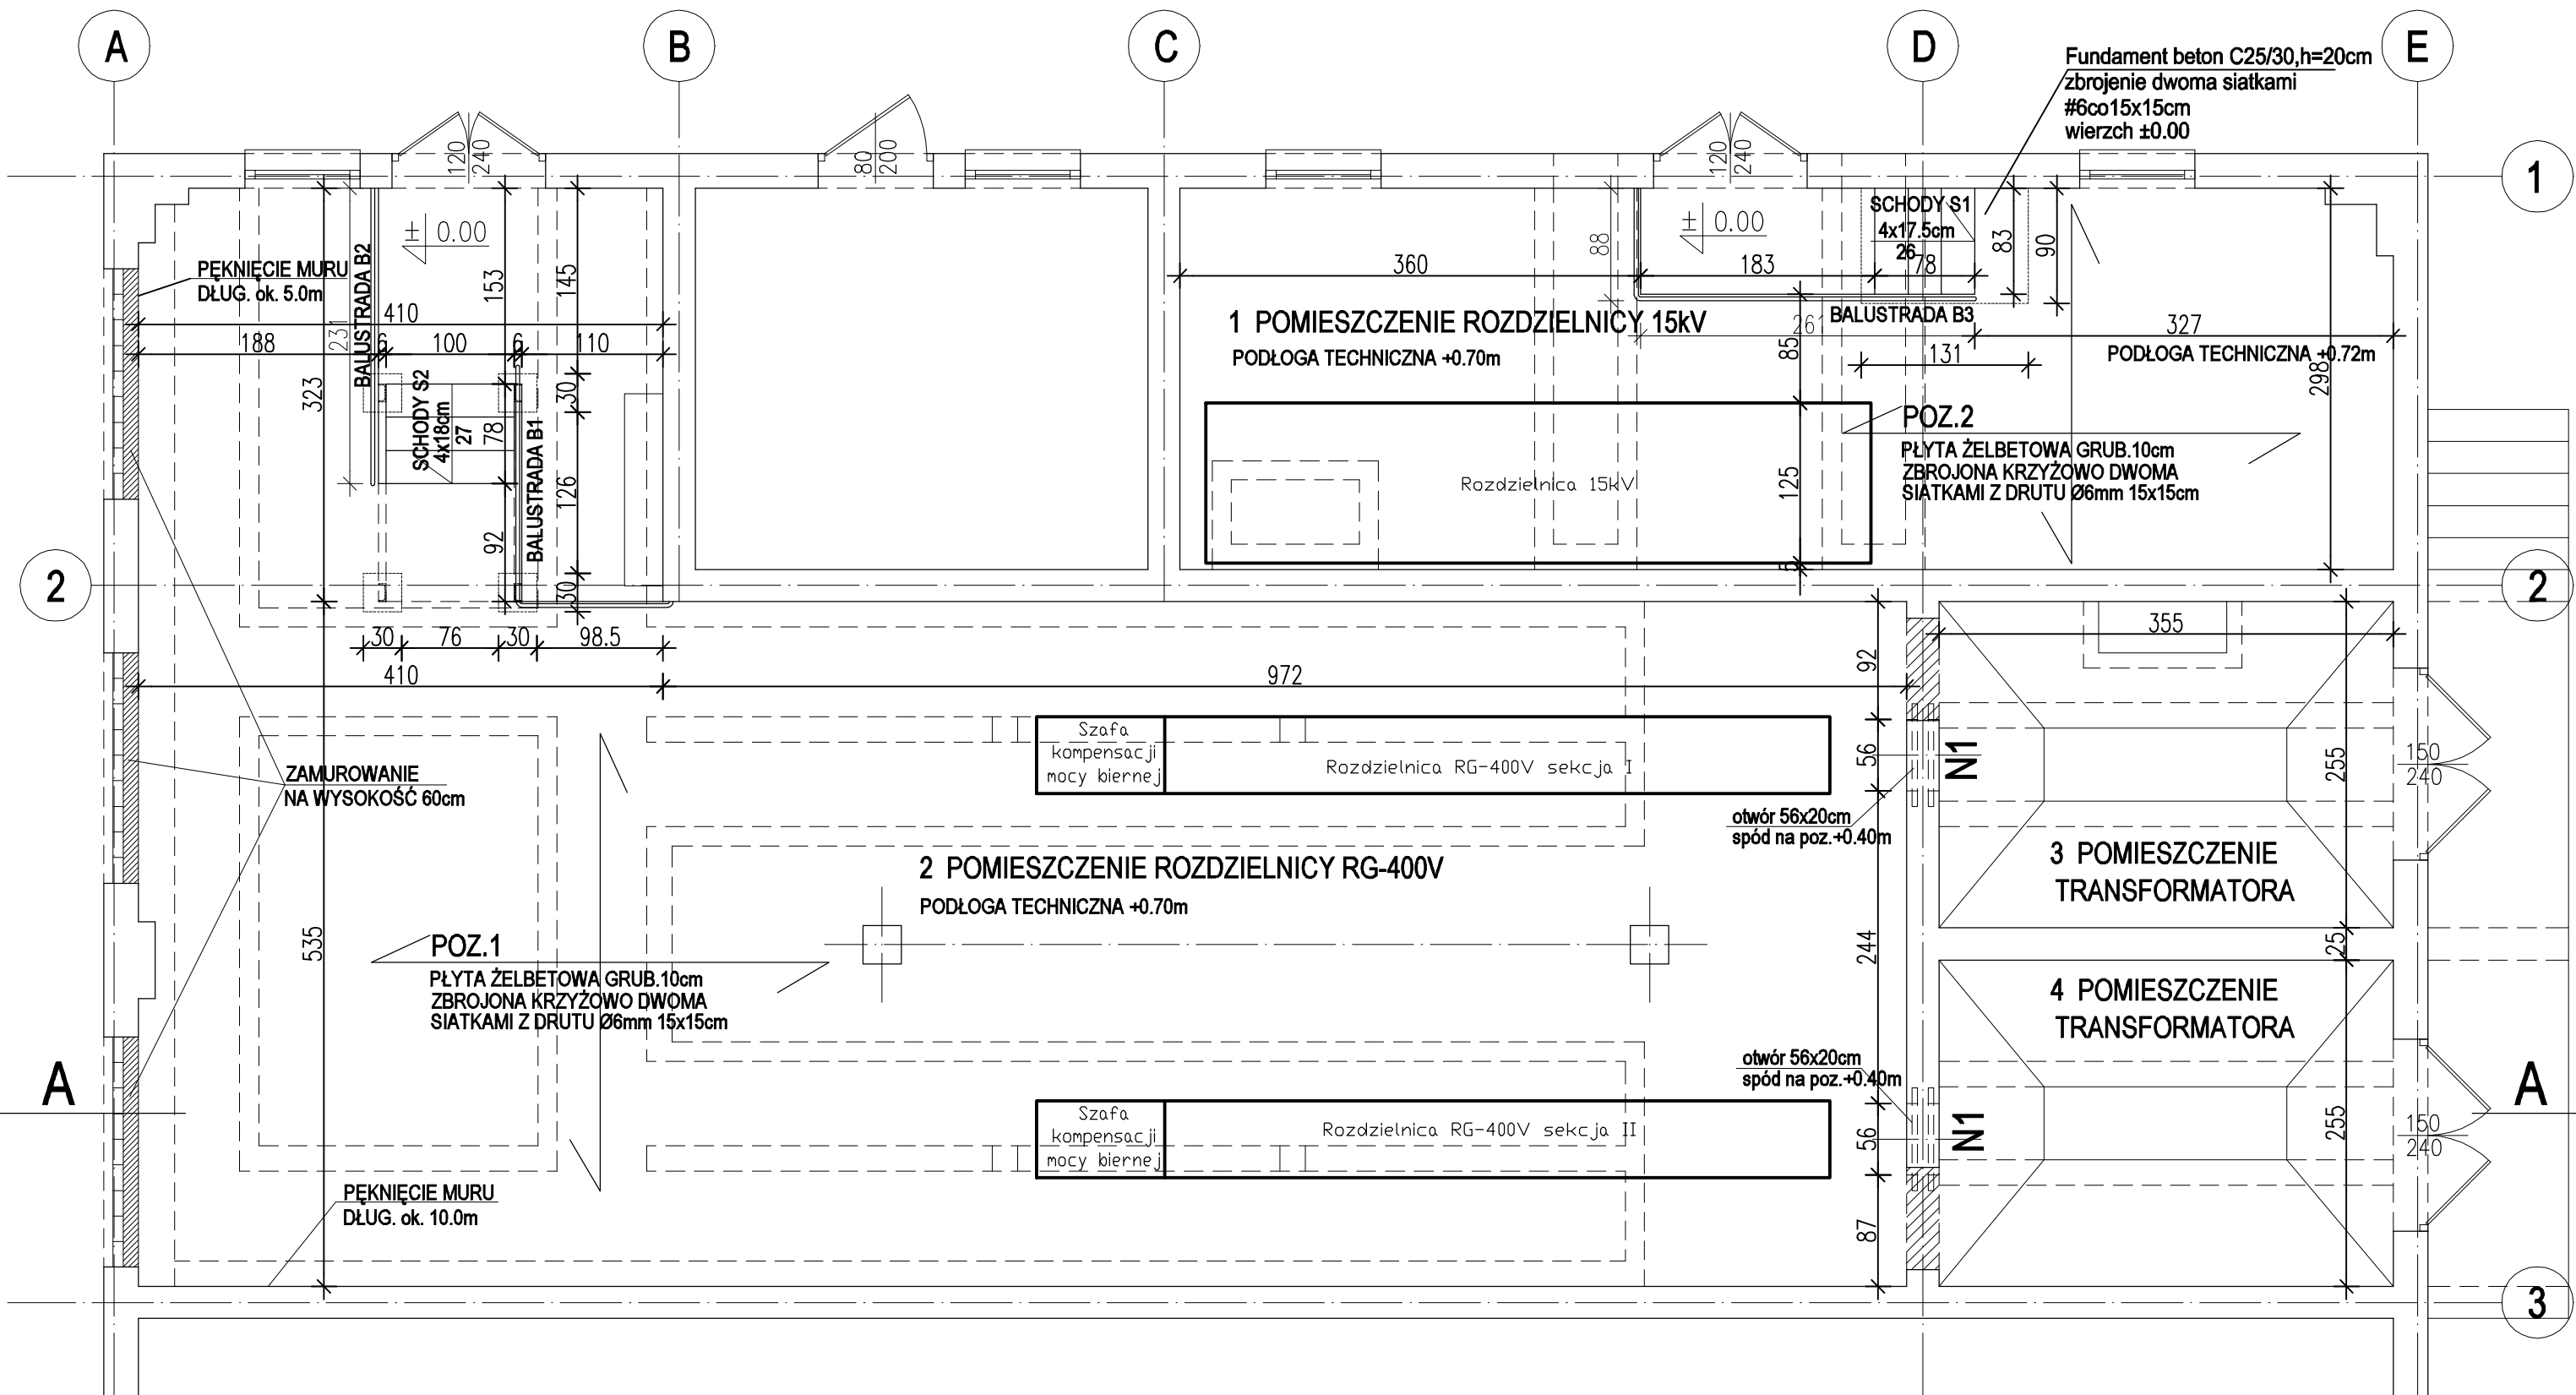 A
B
C
D
E
Fundament beton C25/30,h=20cm
zbrojenie dwoma siatkami
#6co15x15cm
wierzch ±0.00
120
240
80
200
120
240
1
1
± 0.00
± 0.00
SCHODY S1
4x17.5cm
26
PĘKNIĘCIE MURU
DŁUG. ok. 5.0m
BALUSTRADA B2
231
153
145
88
83
90
360
183
78
410
188
6
100
6
110
1 POMIESZCZENIE ROZDZIELNICY 15kV
PODŁOGA TECHNICZNA +0.70m
BALUSTRADA B3
261
327
131
PODŁOGA TECHNICZNA +0.72m
85
298
323
SCHODY S2
4x18cm
27
78
30
126
BALUSTRADA B1
92
30
POZ.2
PŁYTA ŻELBETOWA GRUB.10cm
ZBROJONA KRZYŻOWO DWOMA
SIATKAMI Z DRUTU Ø6mm 15x15cm
Rozdzielnica 15kV
125
5
2
2
30
76
30
98.5
355
410
972
92
Szafa
kompensacji
mocy biernej
Rozdzielnica RG-400V sekcja I
56
N1
255
150
240
ZAMUROWANIE
NA WYSOKOŚĆ 60cm
otwór 56x20cm
spód na poz.+0.40m
2 POMIESZCZENIE ROZDZIELNICY RG-400V
PODŁOGA TECHNICZNA +0.70m
3 POMIESZCZENIE
TRANSFORMATORA
535
POZ.1
PŁYTA ŻELBETOWA GRUB.10cm
ZBROJONA KRZYŻOWO DWOMA
SIATKAMI Z DRUTU Ø6mm 15x15cm
244
25
4 POMIESZCZENIE
TRANSFORMATORA
A
A
otwór 56x20cm
spód na poz.+0.40m
Szafa
kompensacji
mocy biernej
Rozdzielnica RG-400V sekcja II
56
N1
255
150
240
PĘKNIĘCIE MURU
DŁUG. ok. 10.0m
87
3